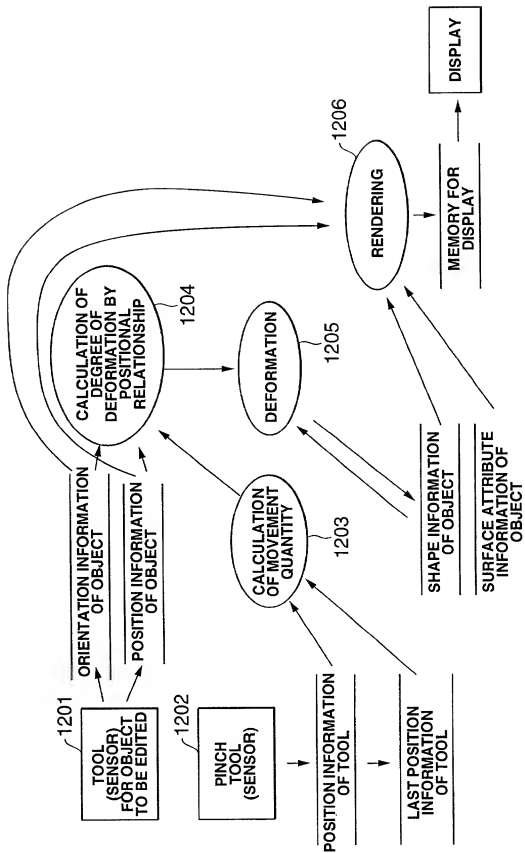 1201
TOOL
(SENSOR)
FOR OBJECT
TO BE EDITED
ORIENTATION INFORMATION
OF OBJECT
POSITION INFORMATION
OF OBJECT
CALCULATION OF
DEGREE OF
DEFORMATION BY
POSITIONAL
RELATIONSHIP
1204
1202
PINCH
TOOL
(SENSOR)
POSITION INFORMATION
OF TOOL
LAST POSITION
INFORMATION
OF TOOL
CALCULATION
OF MOVEMENT
QUANTITY
1203
DEFORMATION
1205
SHAPE INFORMATION
OF OBJECT
SURFACE ATTRIBUTE
INFORMATION OF
OBJECT
1206
RENDERING
MEMORY FOR
DISPLAY
DISPLAY